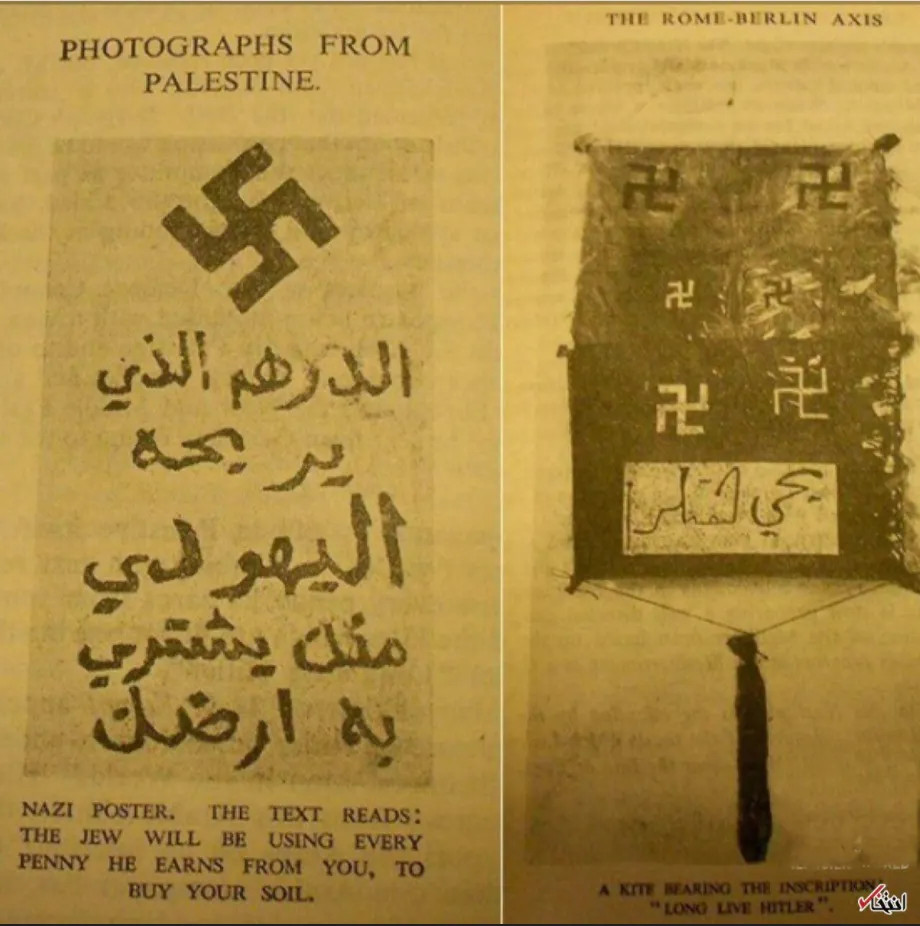 PHOTOGRAPHS FROM
PALESTINE.
الدرهم الذي
يربحه
اليهودي
منك يشتري
به ارضك
NAZI POSTER. THE TEXT READS:
THE JEW WILL BE USING EVERY
PENNY HE EARNS FROM YOU, TO
BUY YOUR SOIL.
THE ROME-BERLIN AXIS
يحي هتلر
A KITE BEARING THE INSCRIPTION:
"LONG LIVE HITLER".
انتخاب